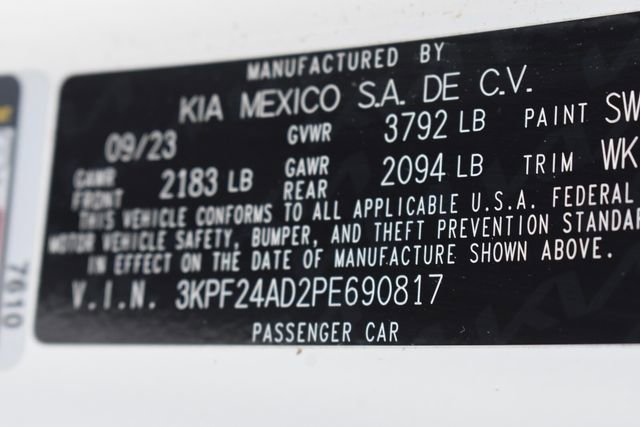 MANUFACTURED BY
KIA MEXICO S.A. DE C.V.
09/23 GVWR 3792 LB PAINT SW
GAWR FRONT 2183 LB GAWR REAR 2094 LB TRIM WK
THIS VEHICLE CONFORMS TO ALL APPLICABLE U.S.A. FEDERAL
MOTOR VEHICLE SAFETY, BUMPER, AND THEFT PREVENTION STANDAR
IN EFFECT ON THE DATE OF MANUFACTURE SHOWN ABOVE.
V.I.N. 3KPF24AD2PE690817
PASSENGER CAR
7610